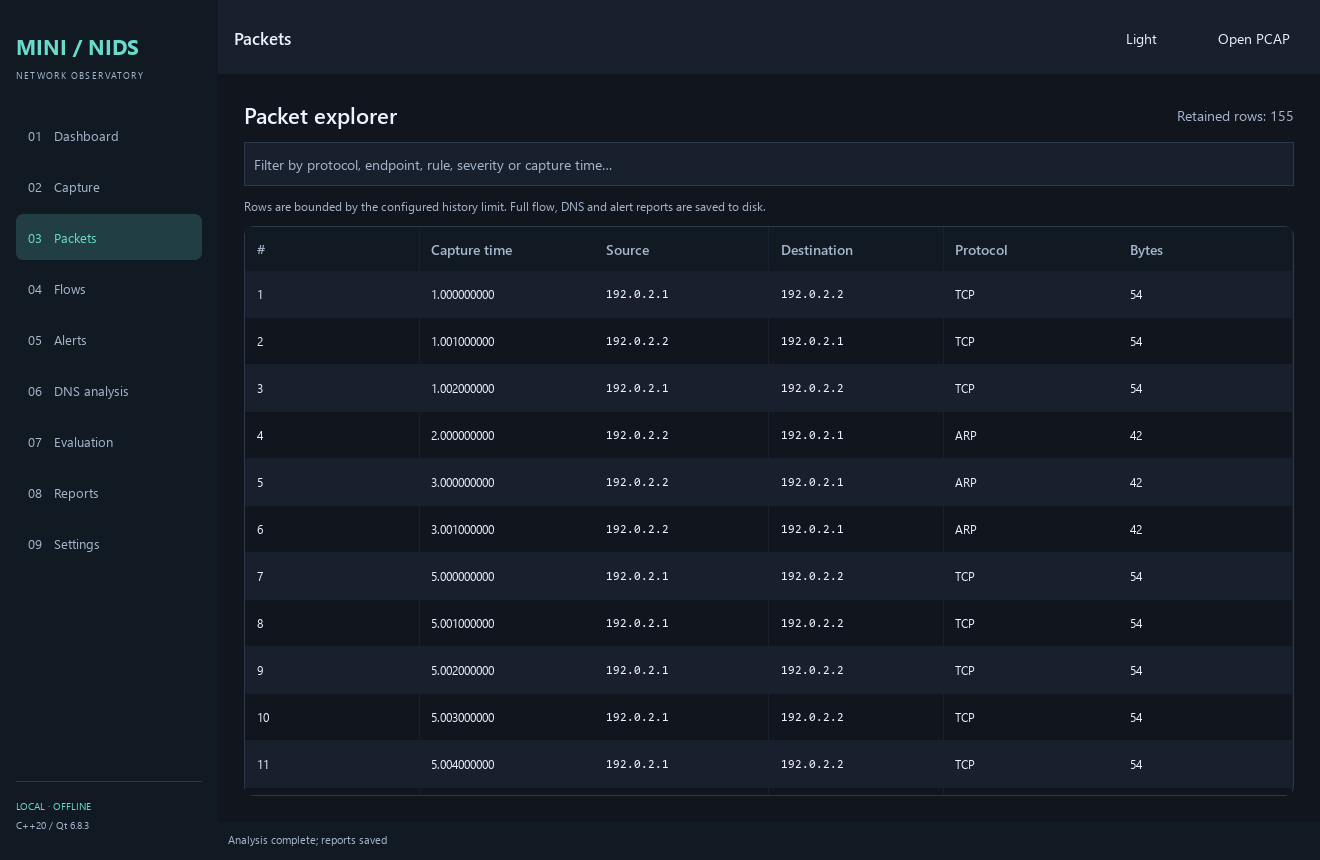 MINI / NIDS
NETWORK OBSERVATORY
01 Dashboard
02 Capture
03 Packets
04 Flows
05 Alerts
06 DNS analysis
07 Evaluation
08 Reports
09 Settings
LOCAL · OFFLINE
C++20 / Qt 6.8.3
Packets Light Open PCAP
Packet explorer Retained rows: 155
Filter by protocol, endpoint, rule, severity or capture time...
Rows are bounded by the configured history limit. Full flow, DNS and alert reports are saved to disk.
# Capture time Source Destination Protocol Bytes
1 1.000000000 192.0.2.1 192.0.2.2 TCP 54
2 1.001000000 192.0.2.2 192.0.2.1 TCP 54
3 1.002000000 192.0.2.1 192.0.2.2 TCP 54
4 2.000000000 192.0.2.2 192.0.2.1 ARP 42
5 3.000000000 192.0.2.2 192.0.2.1 ARP 42
6 3.001000000 192.0.2.2 192.0.2.1 ARP 42
7 5.000000000 192.0.2.1 192.0.2.2 TCP 54
8 5.001000000 192.0.2.1 192.0.2.2 TCP 54
9 5.002000000 192.0.2.1 192.0.2.2 TCP 54
10 5.003000000 192.0.2.1 192.0.2.2 TCP 54
11 5.004000000 192.0.2.1 192.0.2.2 TCP 54
Analysis complete; reports saved